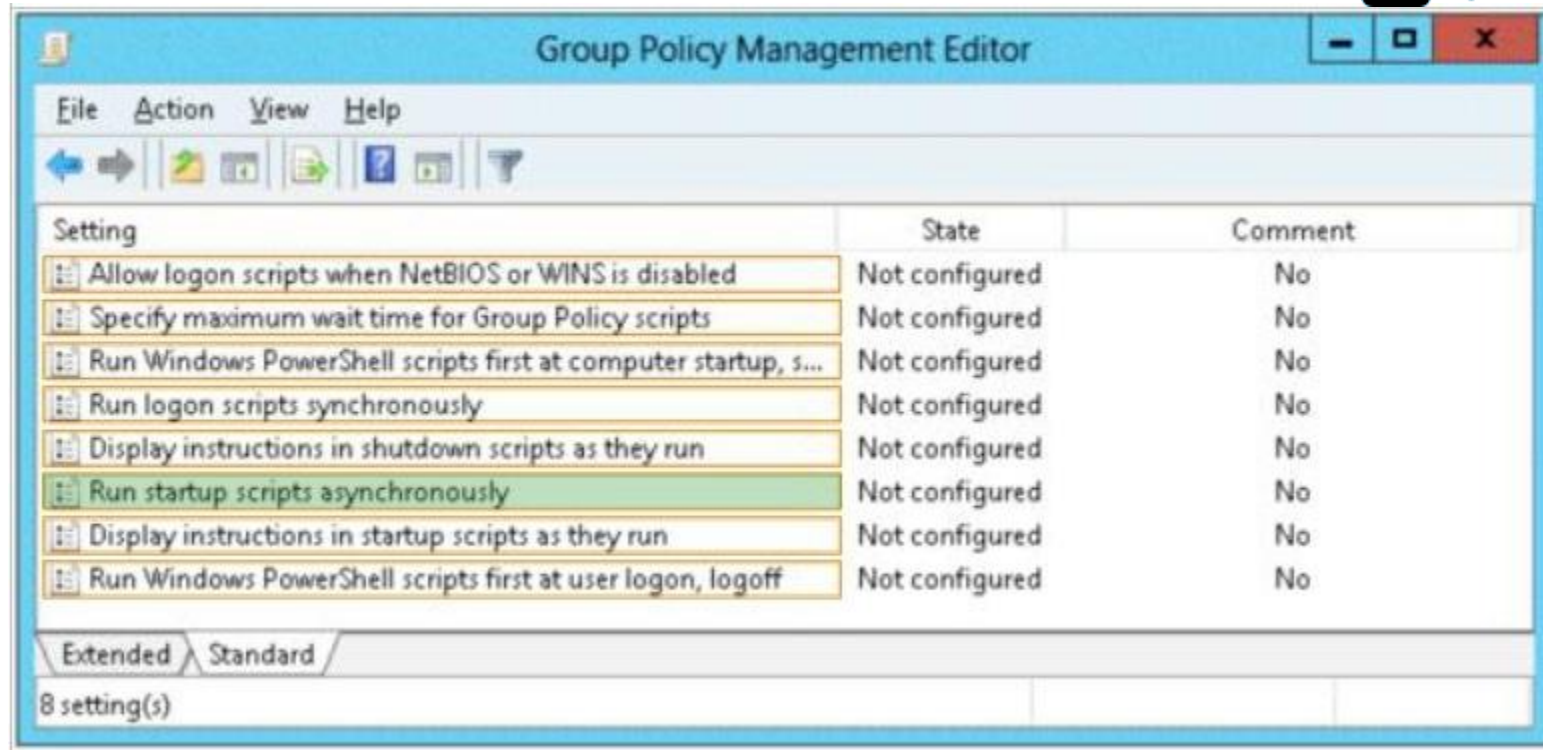 Group Policy Management Editor
File Action View Help
Setting State Comment
Allow logon scripts when NetBIOS or WINS is disabled Not configured No
Specify maximum wait time for Group Policy scripts Not configured No
Run Windows PowerShell scripts first at computer startup, s... Not configured No
Run logon scripts synchronously Not configured No
Display instructions in shutdown scripts as they run Not configured No
Run startup scripts asynchronously Not configured No
Display instructions in startup scripts as they run Not configured No
Run Windows PowerShell scripts first at user logon, logoff Not configured No
Extended Standard
8 setting(s)